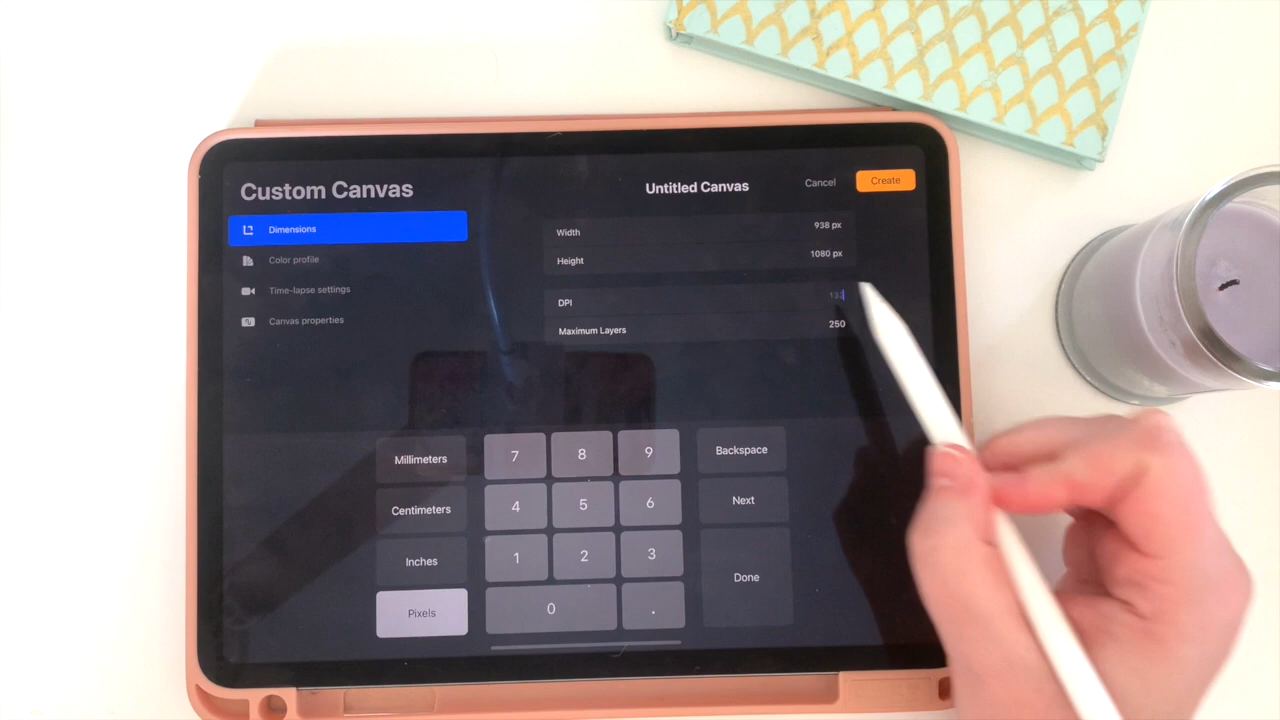 Custom Canvas
Untitled Canvas
Cancel
Create
Dimensions
Color profile
Time-lapse settings
Canvas properties
Width 938 px
Height 1080 px
DPI
Maximum Layers 250
Millimeters
7 8 9
Backspace
Centimeters
4 5 6
Next
Inches
1 2 3
Done
Pixels
0 .